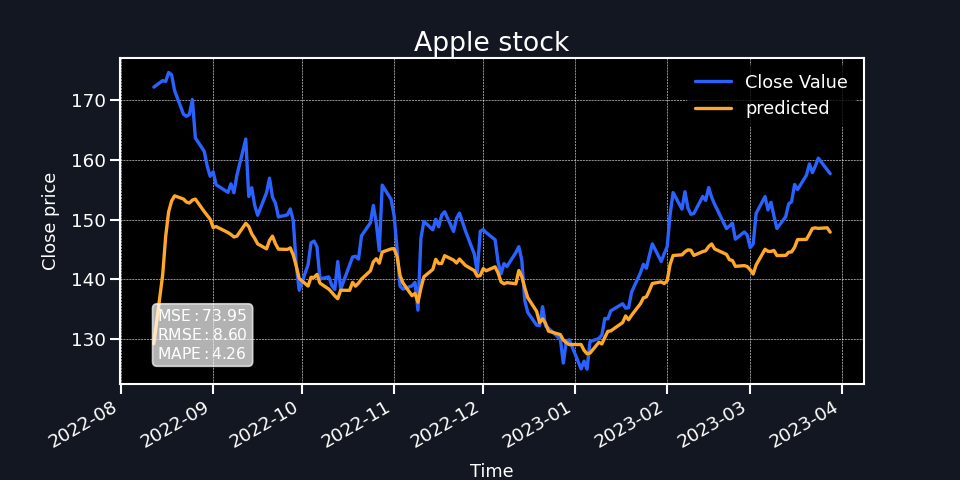 Apple stock
Close Value
predicted
170
160
150
140
130
Close price
MSE : 73.95
RMSE : 8.60
MAPE : 4.26
2022-08
2022-09
2022-10
2022-11
2022-12
2023-01
2023-02
2023-03
2023-04
Time